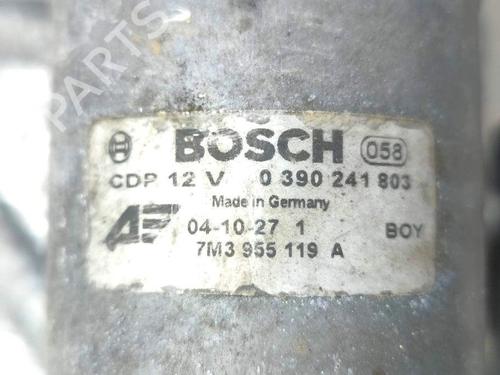 B PARTS
BOSCH 058
CDP 12 V 0 390 241 803
Made in Germany
04-10-27 1 BOY
7M3 955 119 A